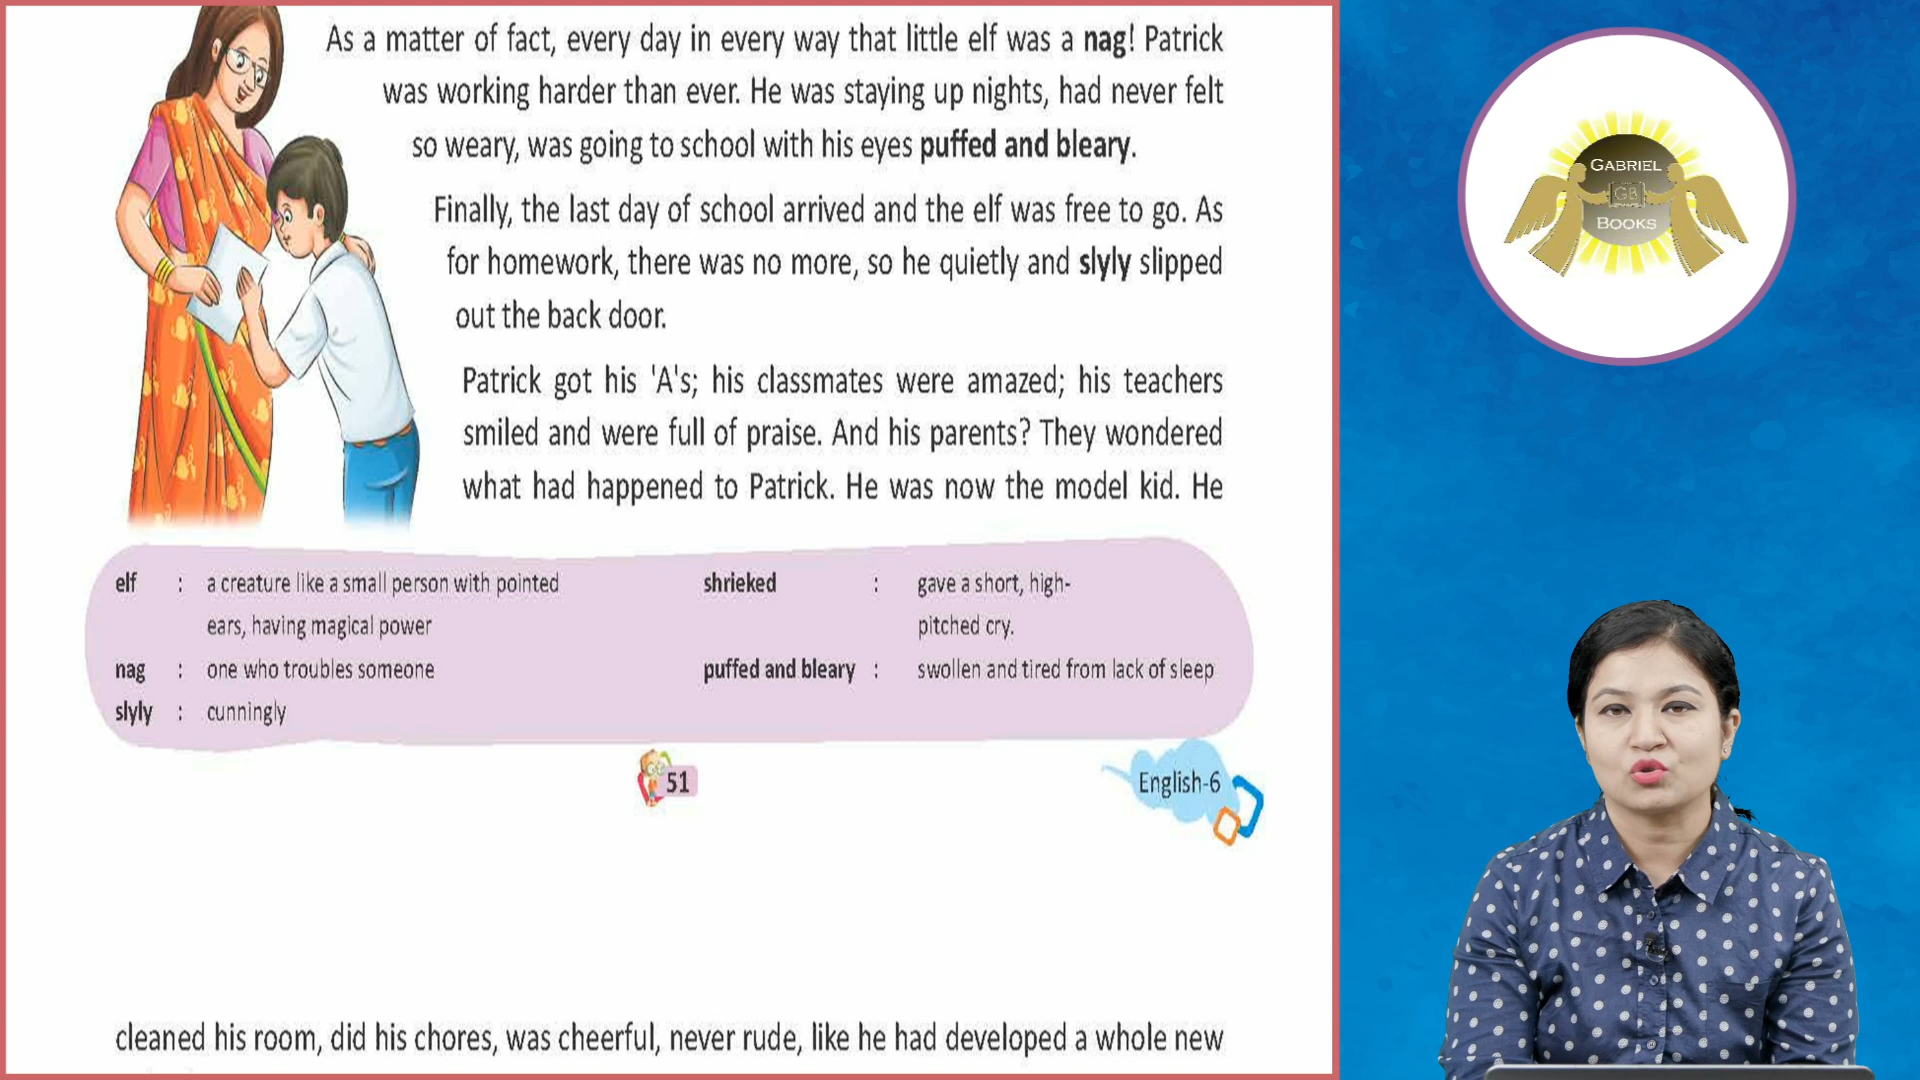 As a matter of fact, every day in every way that little elf was a nag! Patrick
was working harder than ever. He was staying up nights, had never felt
so weary, was going to school with his eyes puffed and bleary.
Finally, the last day of school arrived and the elf was free to go. As
for homework, there was no more, so he quietly and slyly slipped
out the back door.
Patrick got his 'A's; his classmates were amazed; his teachers
smiled and were full of praise. And his parents? They wondered
what had happened to Patrick. He was now the model kid. He
elf : a creature like a small person with pointed
ears, having magical power
nag : one who troubles someone
slyly : cunningly
shrieked : gave a short, high-
pitched cry.
puffed and bleary : swollen and tired from lack of sleep
51
English-6
cleaned his room, did his chores, was cheerful, never rude, like he had developed a whole new
GABRIEL
GB
BOOKS